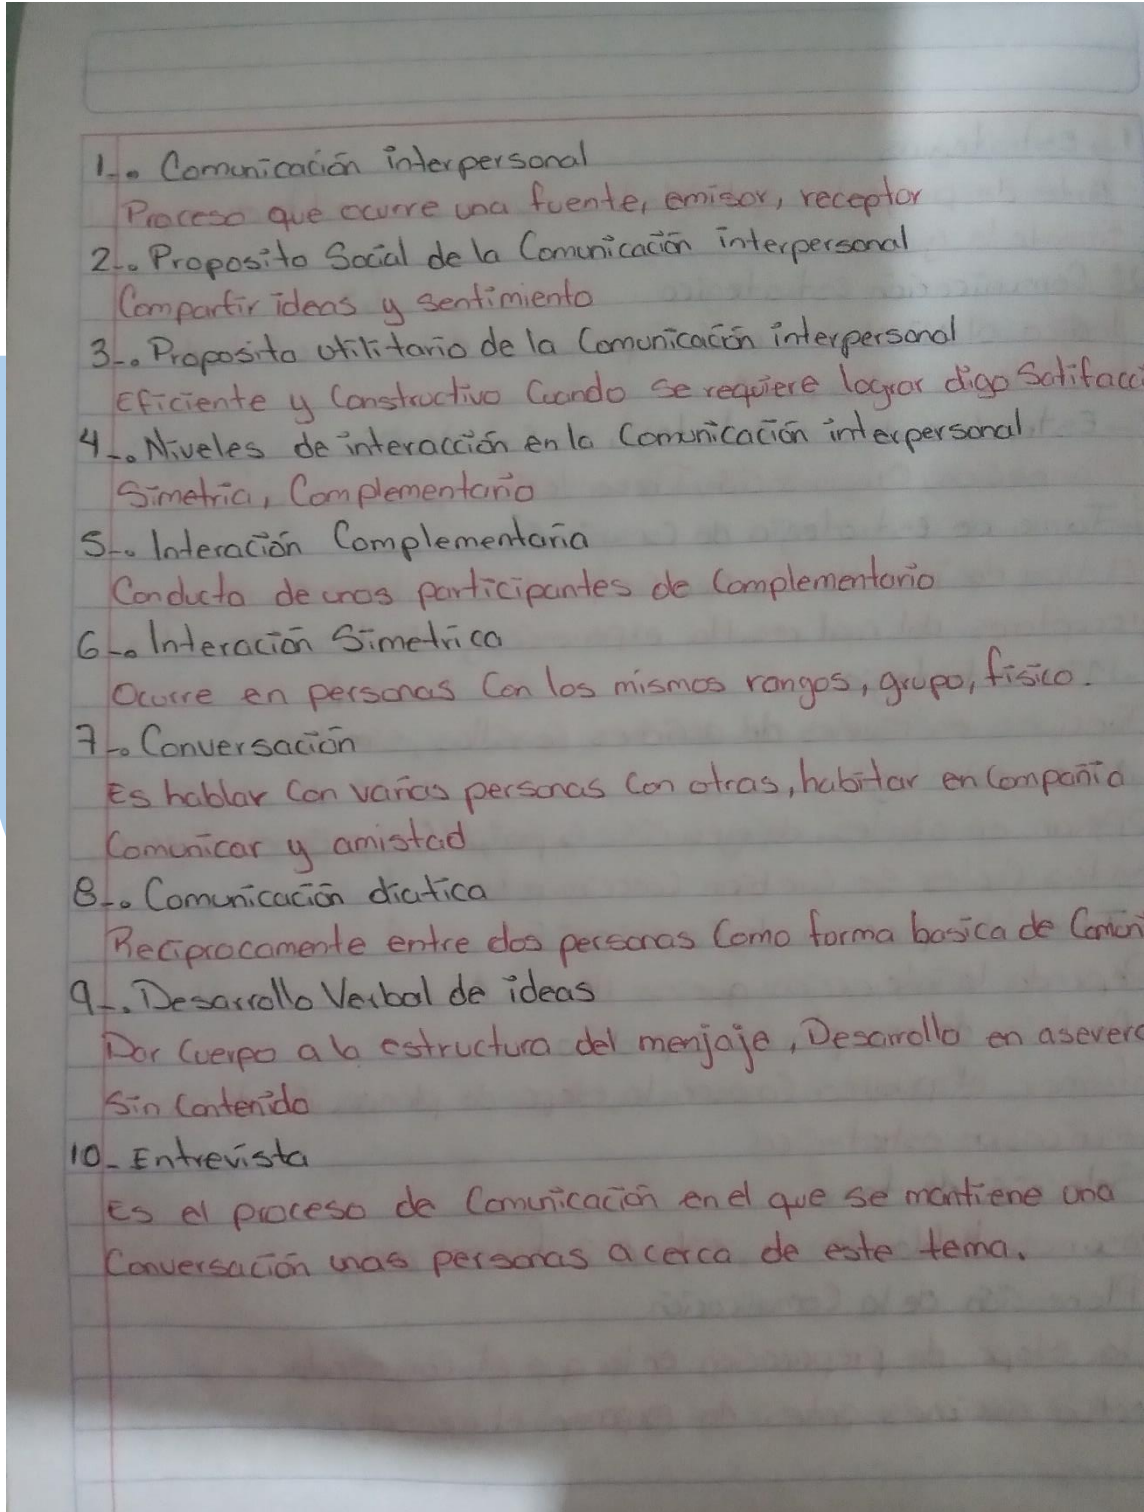 1.- Comunicación interpersonal
Proceso que ocurre una fuente, emisor, receptor
2.- Proposito Social de la Comunicación interpersonal
Compartir ideas y sentimiento
3.- Proposito utilitario de la Comunicación interpersonal
Eficiente y Constructivo Cuando se requiere lograr digo Satifacci
4.- Niveles de interacción en la Comunicación interpersonal
Simetria, Complementario
5.- Interación Complementaria
Conducta de unos participantes de Complementario
6.- Interación Simetrica
Ocurre en personas Con los mismos rangos, grupo, fisico.
7.- Conversación
Es hablar Con varias personas Con otras, habitar en Compañia
Comunicar y amistad
8.- Comunicación diatica
Reciprocamente entre dos personas Como forma basica de Comun
9.- Desarrollo Verbal de ideas
Dar Cuerpo a la estructura del menjaje, Desarrollo en asevera
Sin Contenido
10- Entrevista
Es el proceso de Comunicación en el que se mantiene una
Conversación unas personas acerca de este tema.